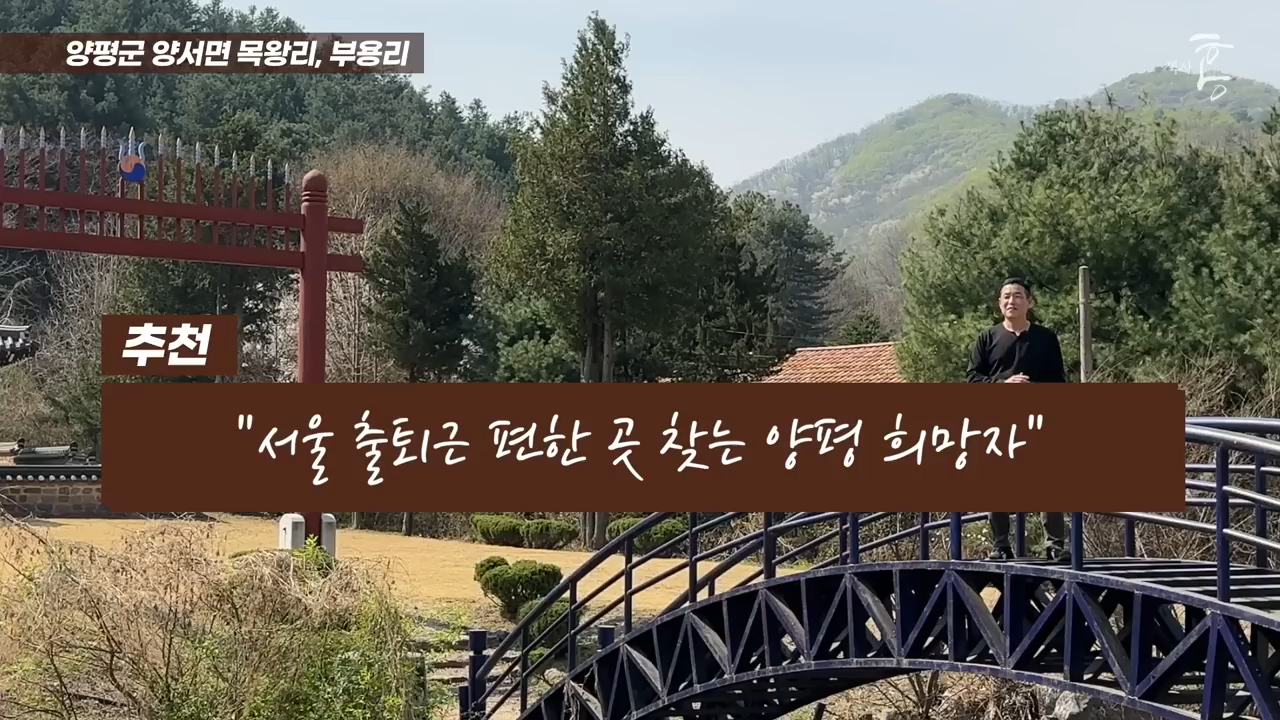 양평군 양서면 목왕리, 부용리
추천
"서울 출퇴근 편한 곳 찾는 양평 희망자"